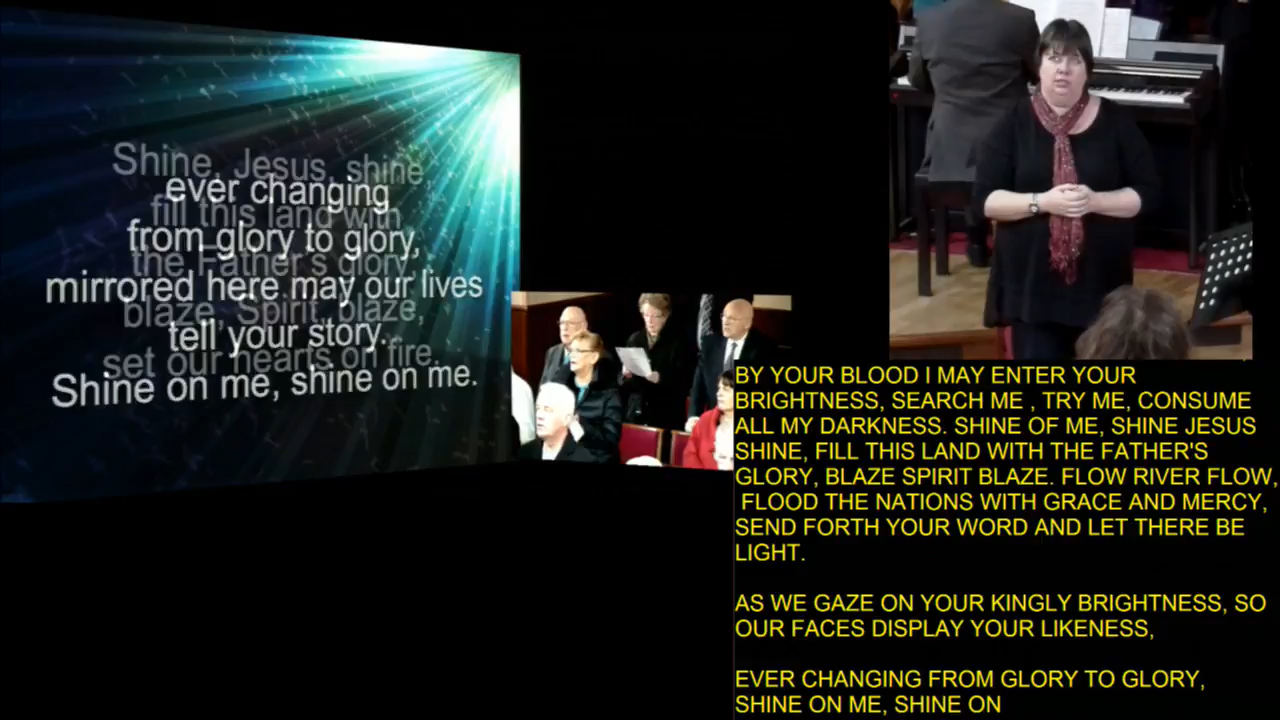 Shine, Jesus, shine,
ever changing
fill this land with
from glory to glory,
the Father's glory
mirrored here may our lives
blaze, Spirit, blaze,
tell your story.
set our hearts on fire.
Shine on me, shine on me.
BY YOUR BLOOD I MAY ENTER YOUR
BRIGHTNESS, SEARCH ME , TRY ME, CONSUME
ALL MY DARKNESS. SHINE OF ME, SHINE JESUS
SHINE, FILL THIS LAND WITH THE FATHER'S
GLORY, BLAZE SPIRIT BLAZE. FLOW RIVER FLOW,
FLOOD THE NATIONS WITH GRACE AND MERCY,
SEND FORTH YOUR WORD AND LET THERE BE
LIGHT.
AS WE GAZE ON YOUR KINGLY BRIGHTNESS, SO
OUR FACES DISPLAY YOUR LIKENESS,
EVER CHANGING FROM GLORY TO GLORY,
SHINE ON ME, SHINE ON